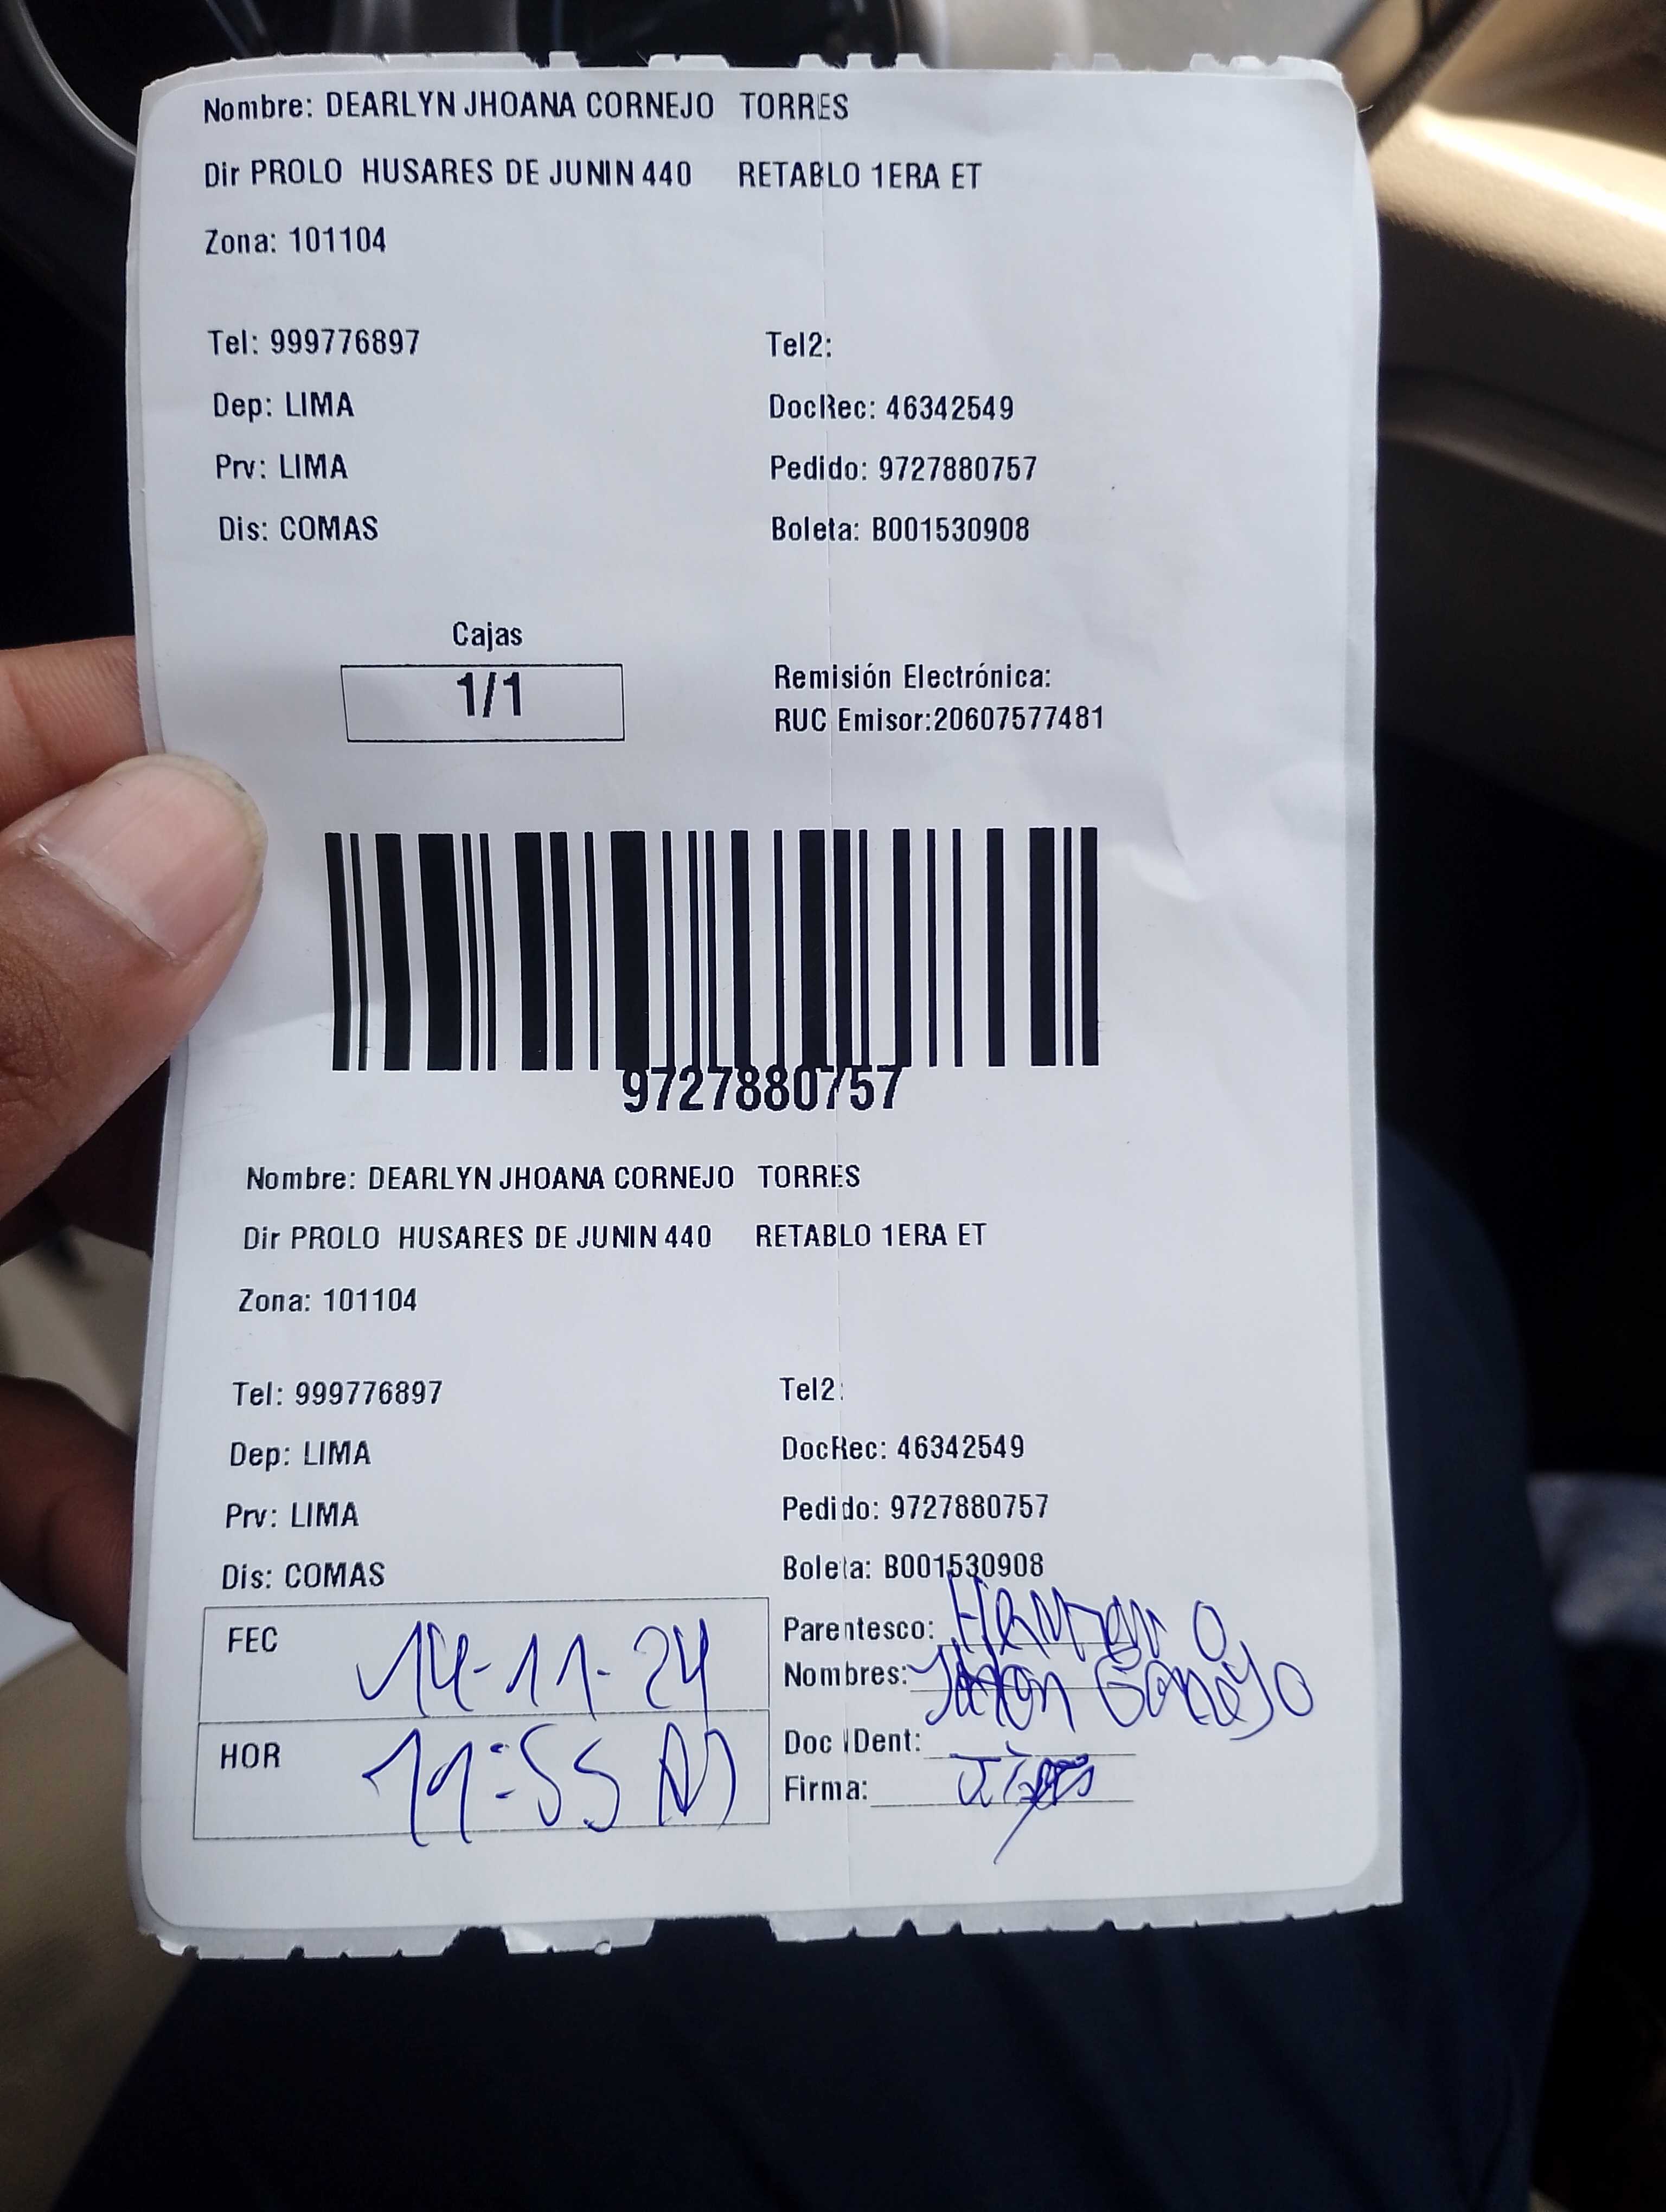 Nombre: DEARLYN JHOANA CORNEJO TORRES
Dir PROLO HUSARES DE JUNIN 440 RETABLO 1ERA ET
Zona: 101104
Tel: 999776897 Tel2:
Dep: LIMA DocRec: 46342549
Prv: LIMA Pedido: 9727880757
Dis: COMAS Boleta: B001530908
Cajas
1/1
Remisión Electrónica:
RUC Emisor:20607577481
9727880757
Nombre: DEARLYN JHOANA CORNEJO TORRES
Dir PROLO HUSARES DE JUNIN 440 RETABLO 1ERA ET
Zona: 101104
Tel: 999776897 Tel2:
Dep: LIMA DocRec: 46342549
Prv: LIMA Pedido: 9727880757
Dis: COMAS Boleta: B001530908
FEC 14-11-24
HOR 11:55
Parentesco: Hermano
Nombres:
Doc IDent:
Firma: